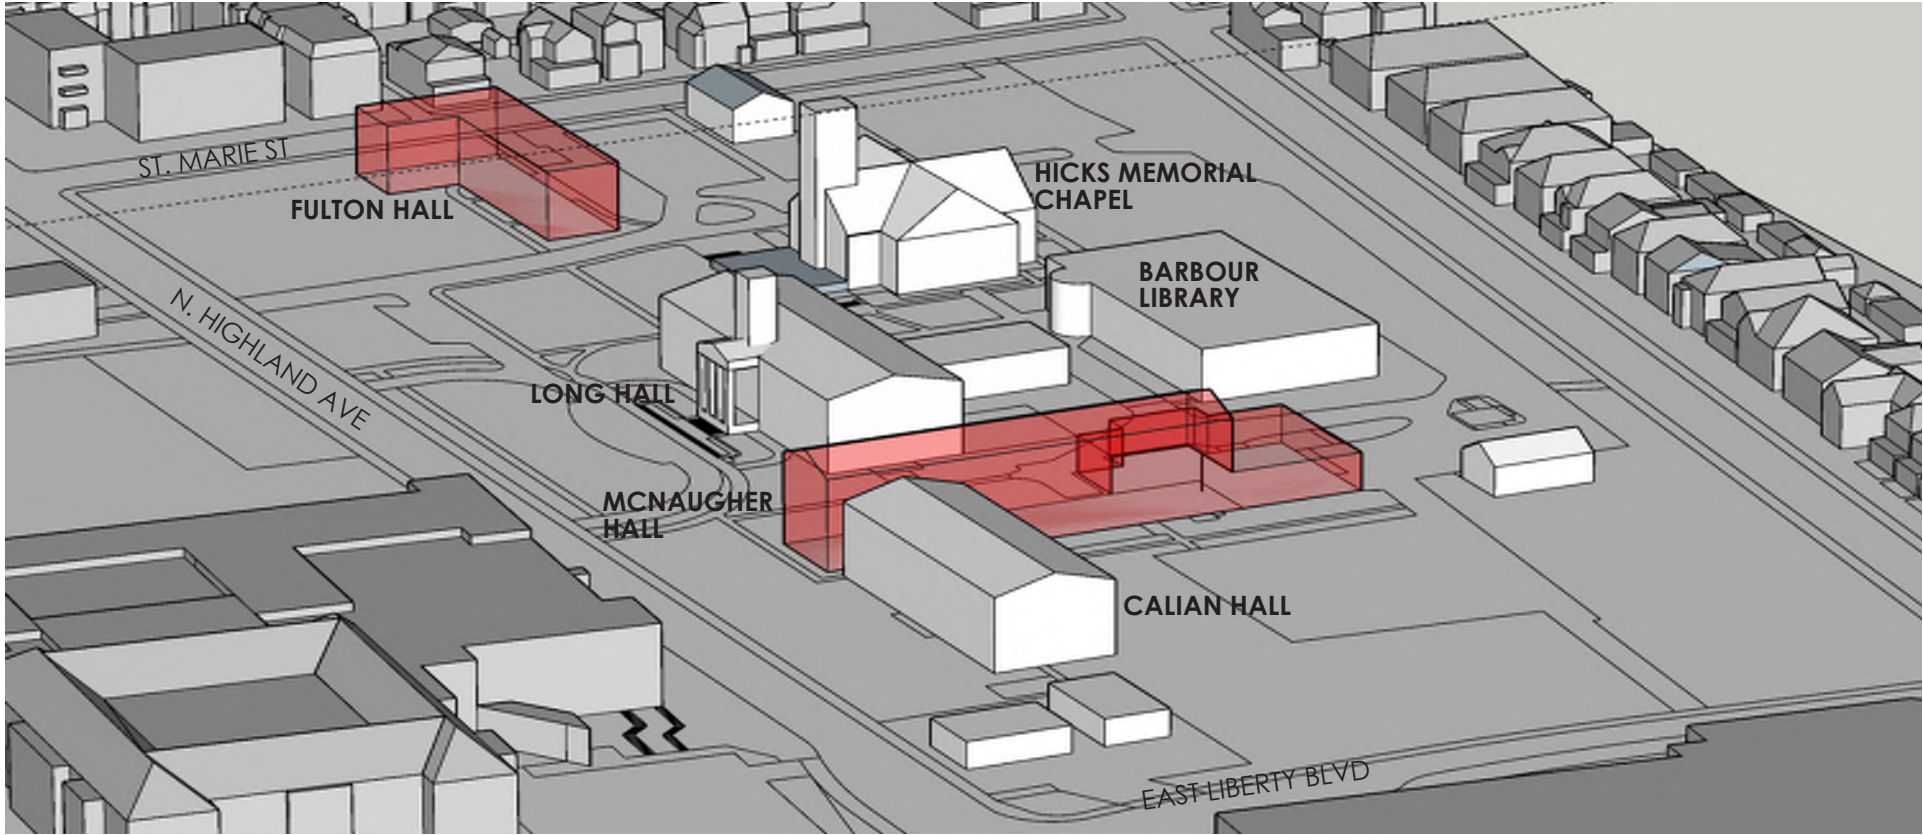 ST. MARIE ST
HICKS MEMORIAL
CHAPEL
FULTON HALL
BARBOUR
LIBRARY
N. HIGHLAND AVE
LONG HALL
MCNAUGHER
HALL
CALIAN HALL
EAST LIBERTY BLVD